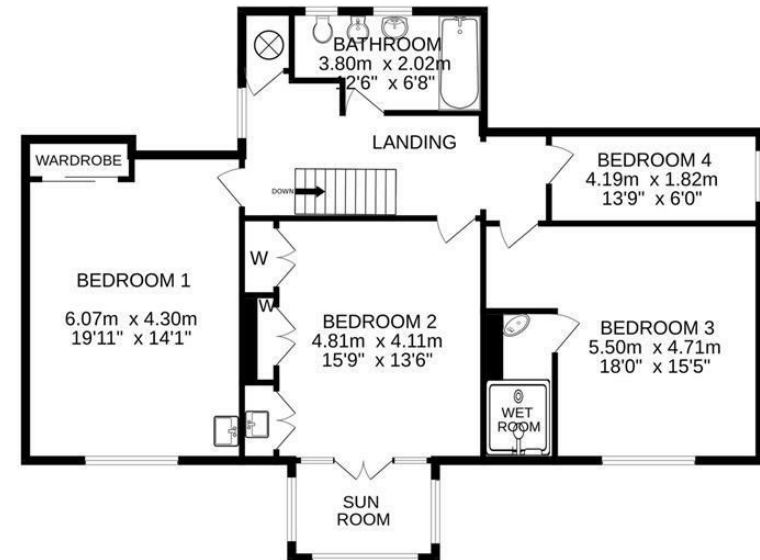 BATHROOM
3.80m x 2.02m
12'6" x 6'8"
LANDING
WARDROBE
BEDROOM 4
4.19m x 1.82m
13'9" x 6'0"
DOWN
W
BEDROOM 1
6.07m x 4.30m
19'11" x 14'1"
W
BEDROOM 2
4.81m x 4.11m
15'9" x 13'6"
BEDROOM 3
5.50m x 4.71m
18'0" x 15'5"
WET
ROOM
SUN
ROOM